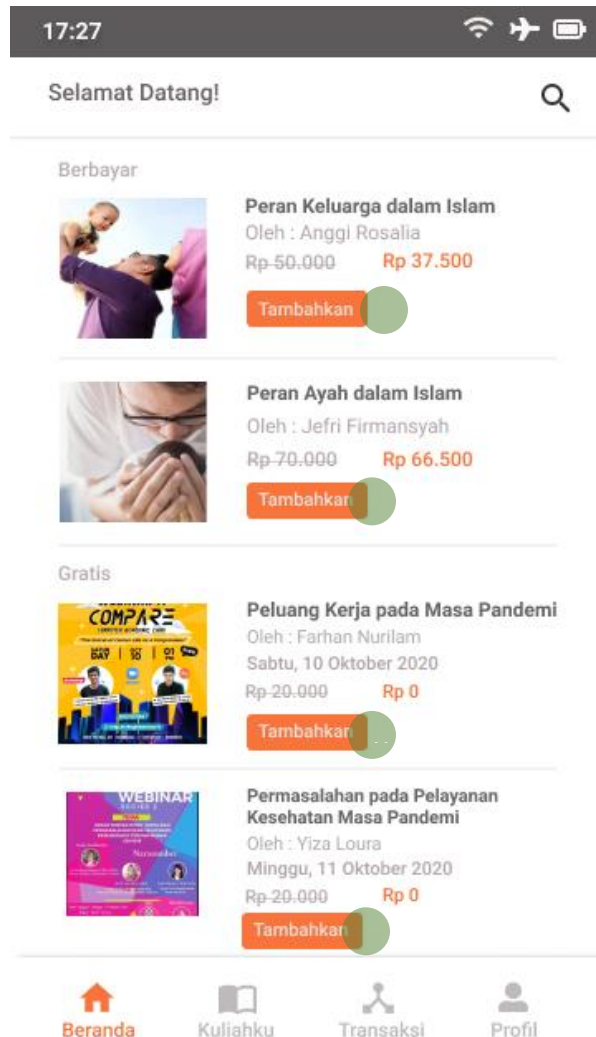 17:27
Selamat Datang!
Berbayar
Peran Keluarga dalam Islam
Oleh : Anggi Rosalia
Rp 50.000 Rp 37.500
Tambahkan
Peran Ayah dalam Islam
Oleh : Jefri Firmansyah
Rp 70.000 Rp 66.500
Tambahkan
Gratis
COMPARE
Peluang Kerja pada Masa Pandemi
Oleh : Farhan Nurilam
Sabtu, 10 Oktober 2020
Rp 20.000 Rp 0
Tambahkan
WEBINAR
Permasalahan pada Pelayanan
Kesehatan Masa Pandemi
Oleh : Yiza Loura
Minggu, 11 Oktober 2020
Rp 20.000 Rp 0
Tambahkan
Beranda Kuliahku Transaksi Profil